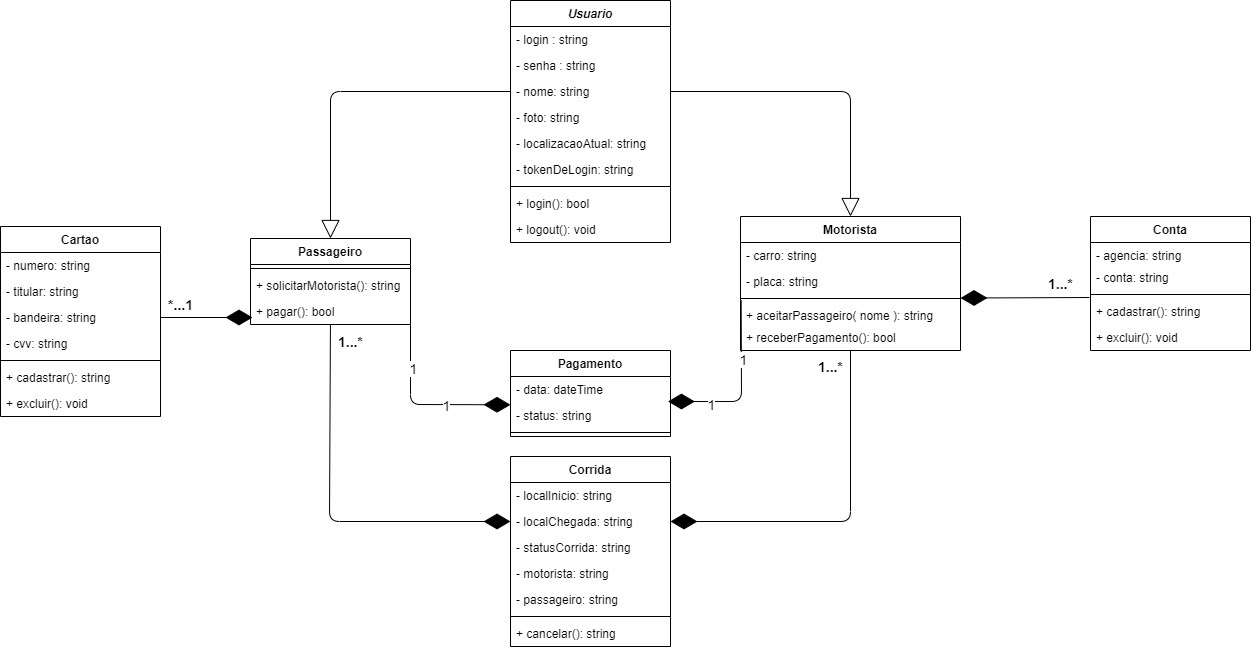 Usuario
- login : string
- senha : string
- nome: string
- foto: string
- localizacaoAtual: string
- tokenDeLogin: string
+ login(): bool
+ logout(): void
Cartao
- numero: string
- titular: string
- bandeira: string
- cvv: string
+ cadastrar(): string
+ excluir(): void
*...1
Passageiro
+ solicitarMotorista(): string
+ pagar(): bool
1...*
1
1
Motorista
- carro: string
- placa: string
+ aceitarPassageiro( nome ): string
+ receberPagamento(): bool
1
1
1...*
1...*
Conta
- agencia: string
- conta: string
+ cadastrar(): string
+ excluir(): void
Pagamento
- data: dateTime
- status: string
Corrida
- localInicio: string
- localChegada: string
- statusCorrida: string
- motorista: string
- passageiro: string
+ cancelar(): string